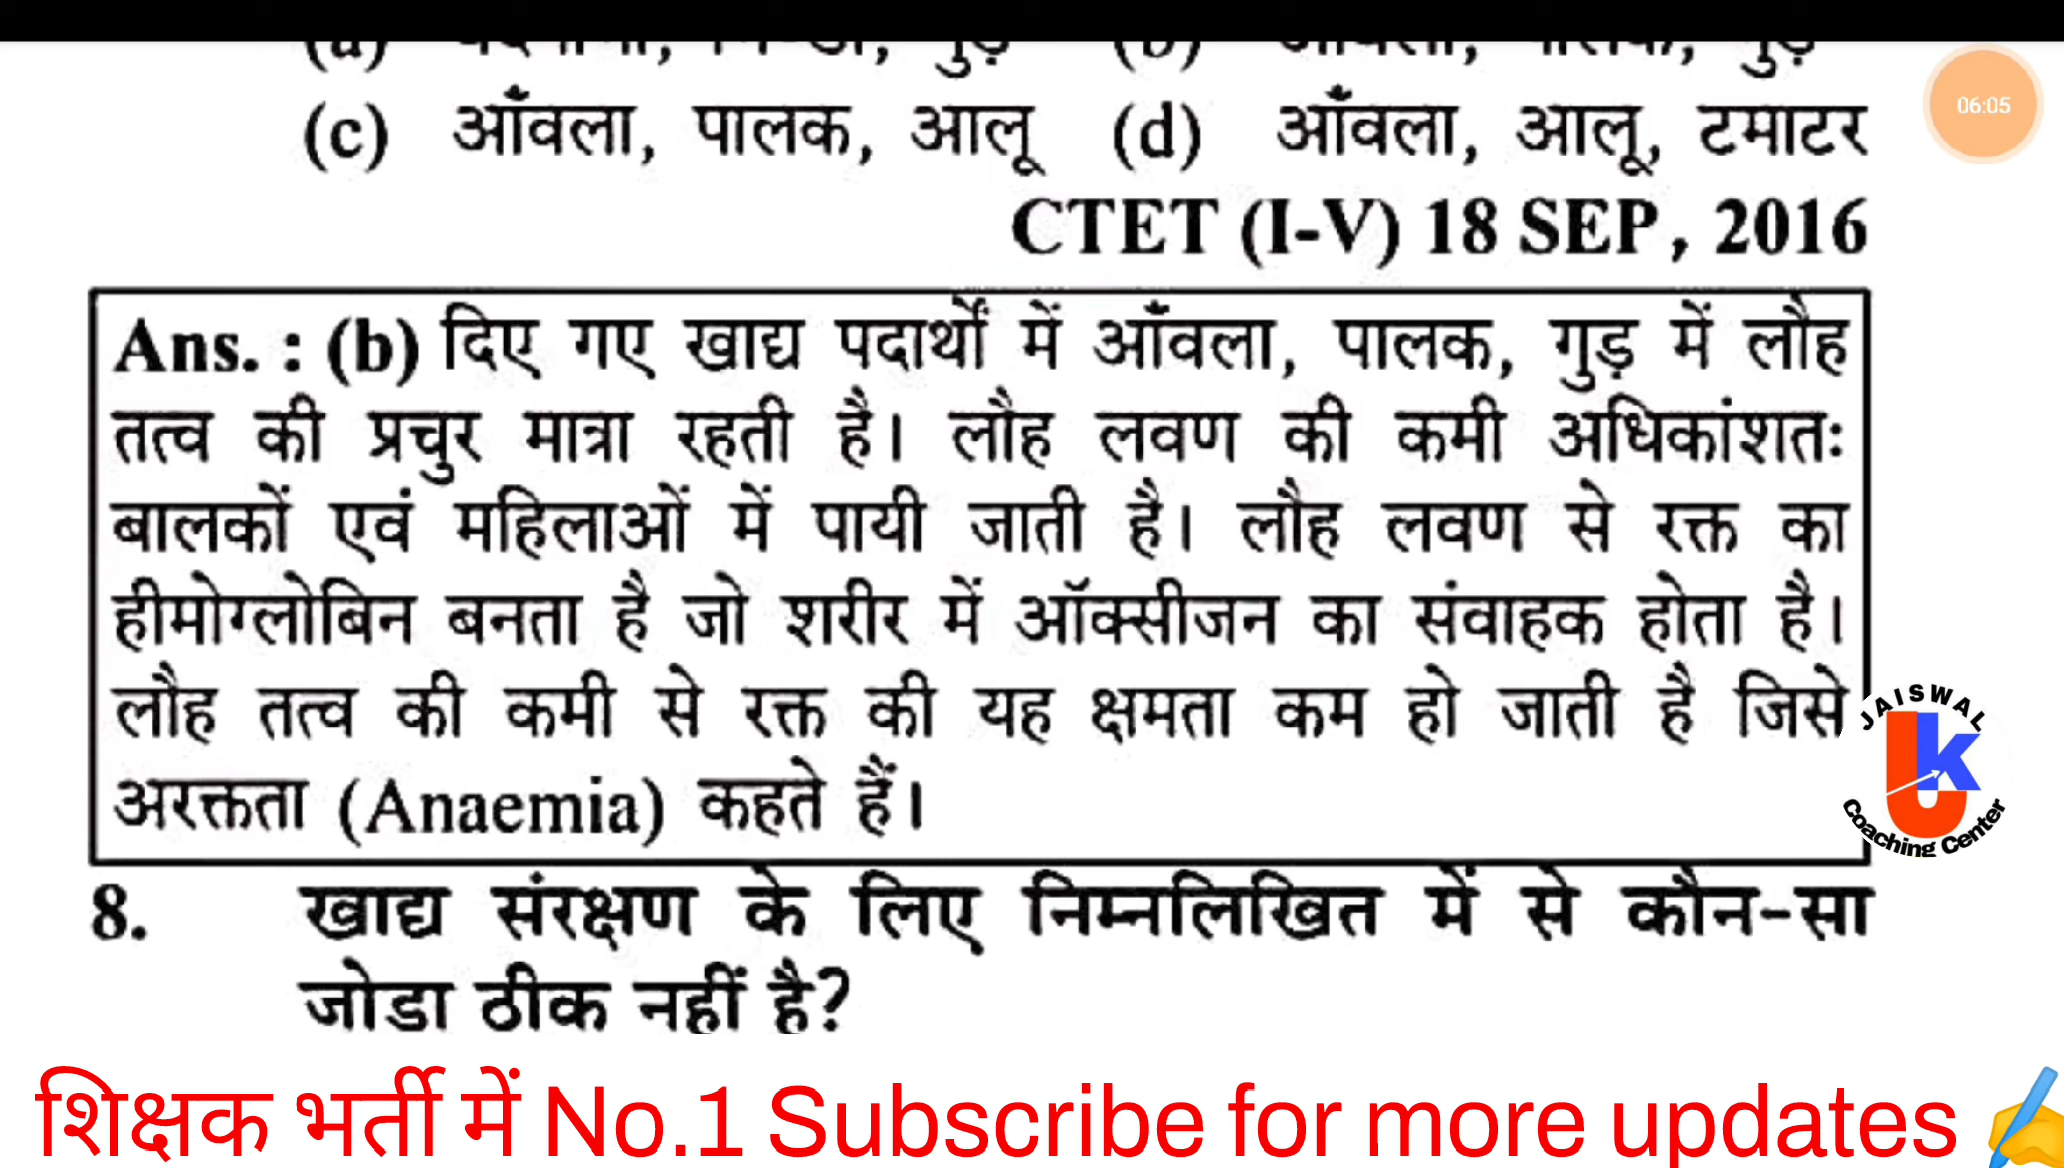 06:05
(c) आँवला, पालक, आलू (d) आँवला, आलू, टमाटर
CTET (I-V) 18 SEP, 2016
Ans. : (b) दिए गए खाद्य पदार्थों में आँवला, पालक, गुड़ में लौह
तत्व की प्रचुर मात्रा रहती है। लौह लवण की कमी अधिकांशतः
बालकों एवं महिलाओं में पायी जाती है। लौह लवण से रक्त का
हीमोग्लोबिन बनता है जो शरीर में ऑक्सीजन का संवाहक होता है।
लौह तत्व की कमी से रक्त की यह क्षमता कम हो जाती है जिसे
अरक्तता (Anaemia) कहते हैं।
JAISWAL
UK
Coaching Center
8. खाद्य संरक्षण के लिए निम्नलिखित में से कौन-सा
जोडा ठीक नहीं है?
शिक्षक भर्ती में No.1 Subscribe for more updates